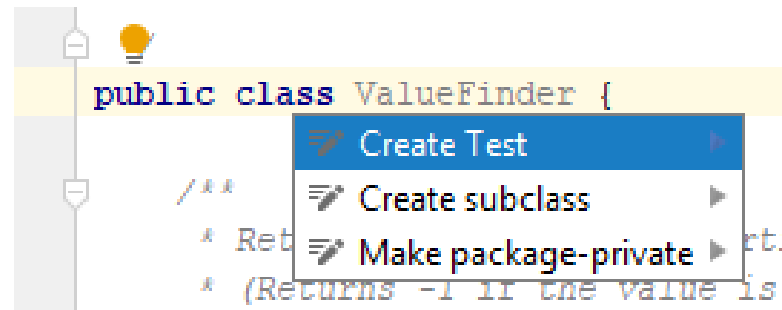 public class ValueFinder {
Create Test
/**
Create subclass
* Ret
Make package-private
* (Returns -1 if the value is